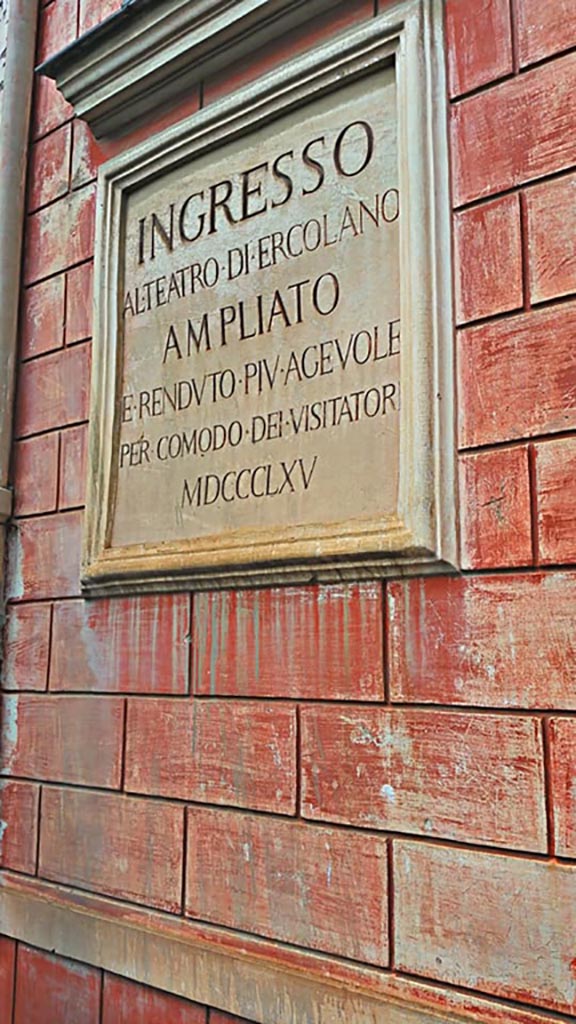 INGRESSO
AL·TEATRO·DI·ERCOLANO
AMPLIATO
E·RENDVTO·PIV·AGEVOLE
PER·COMODO·DEI·VISITATORI
MDCCCLXV